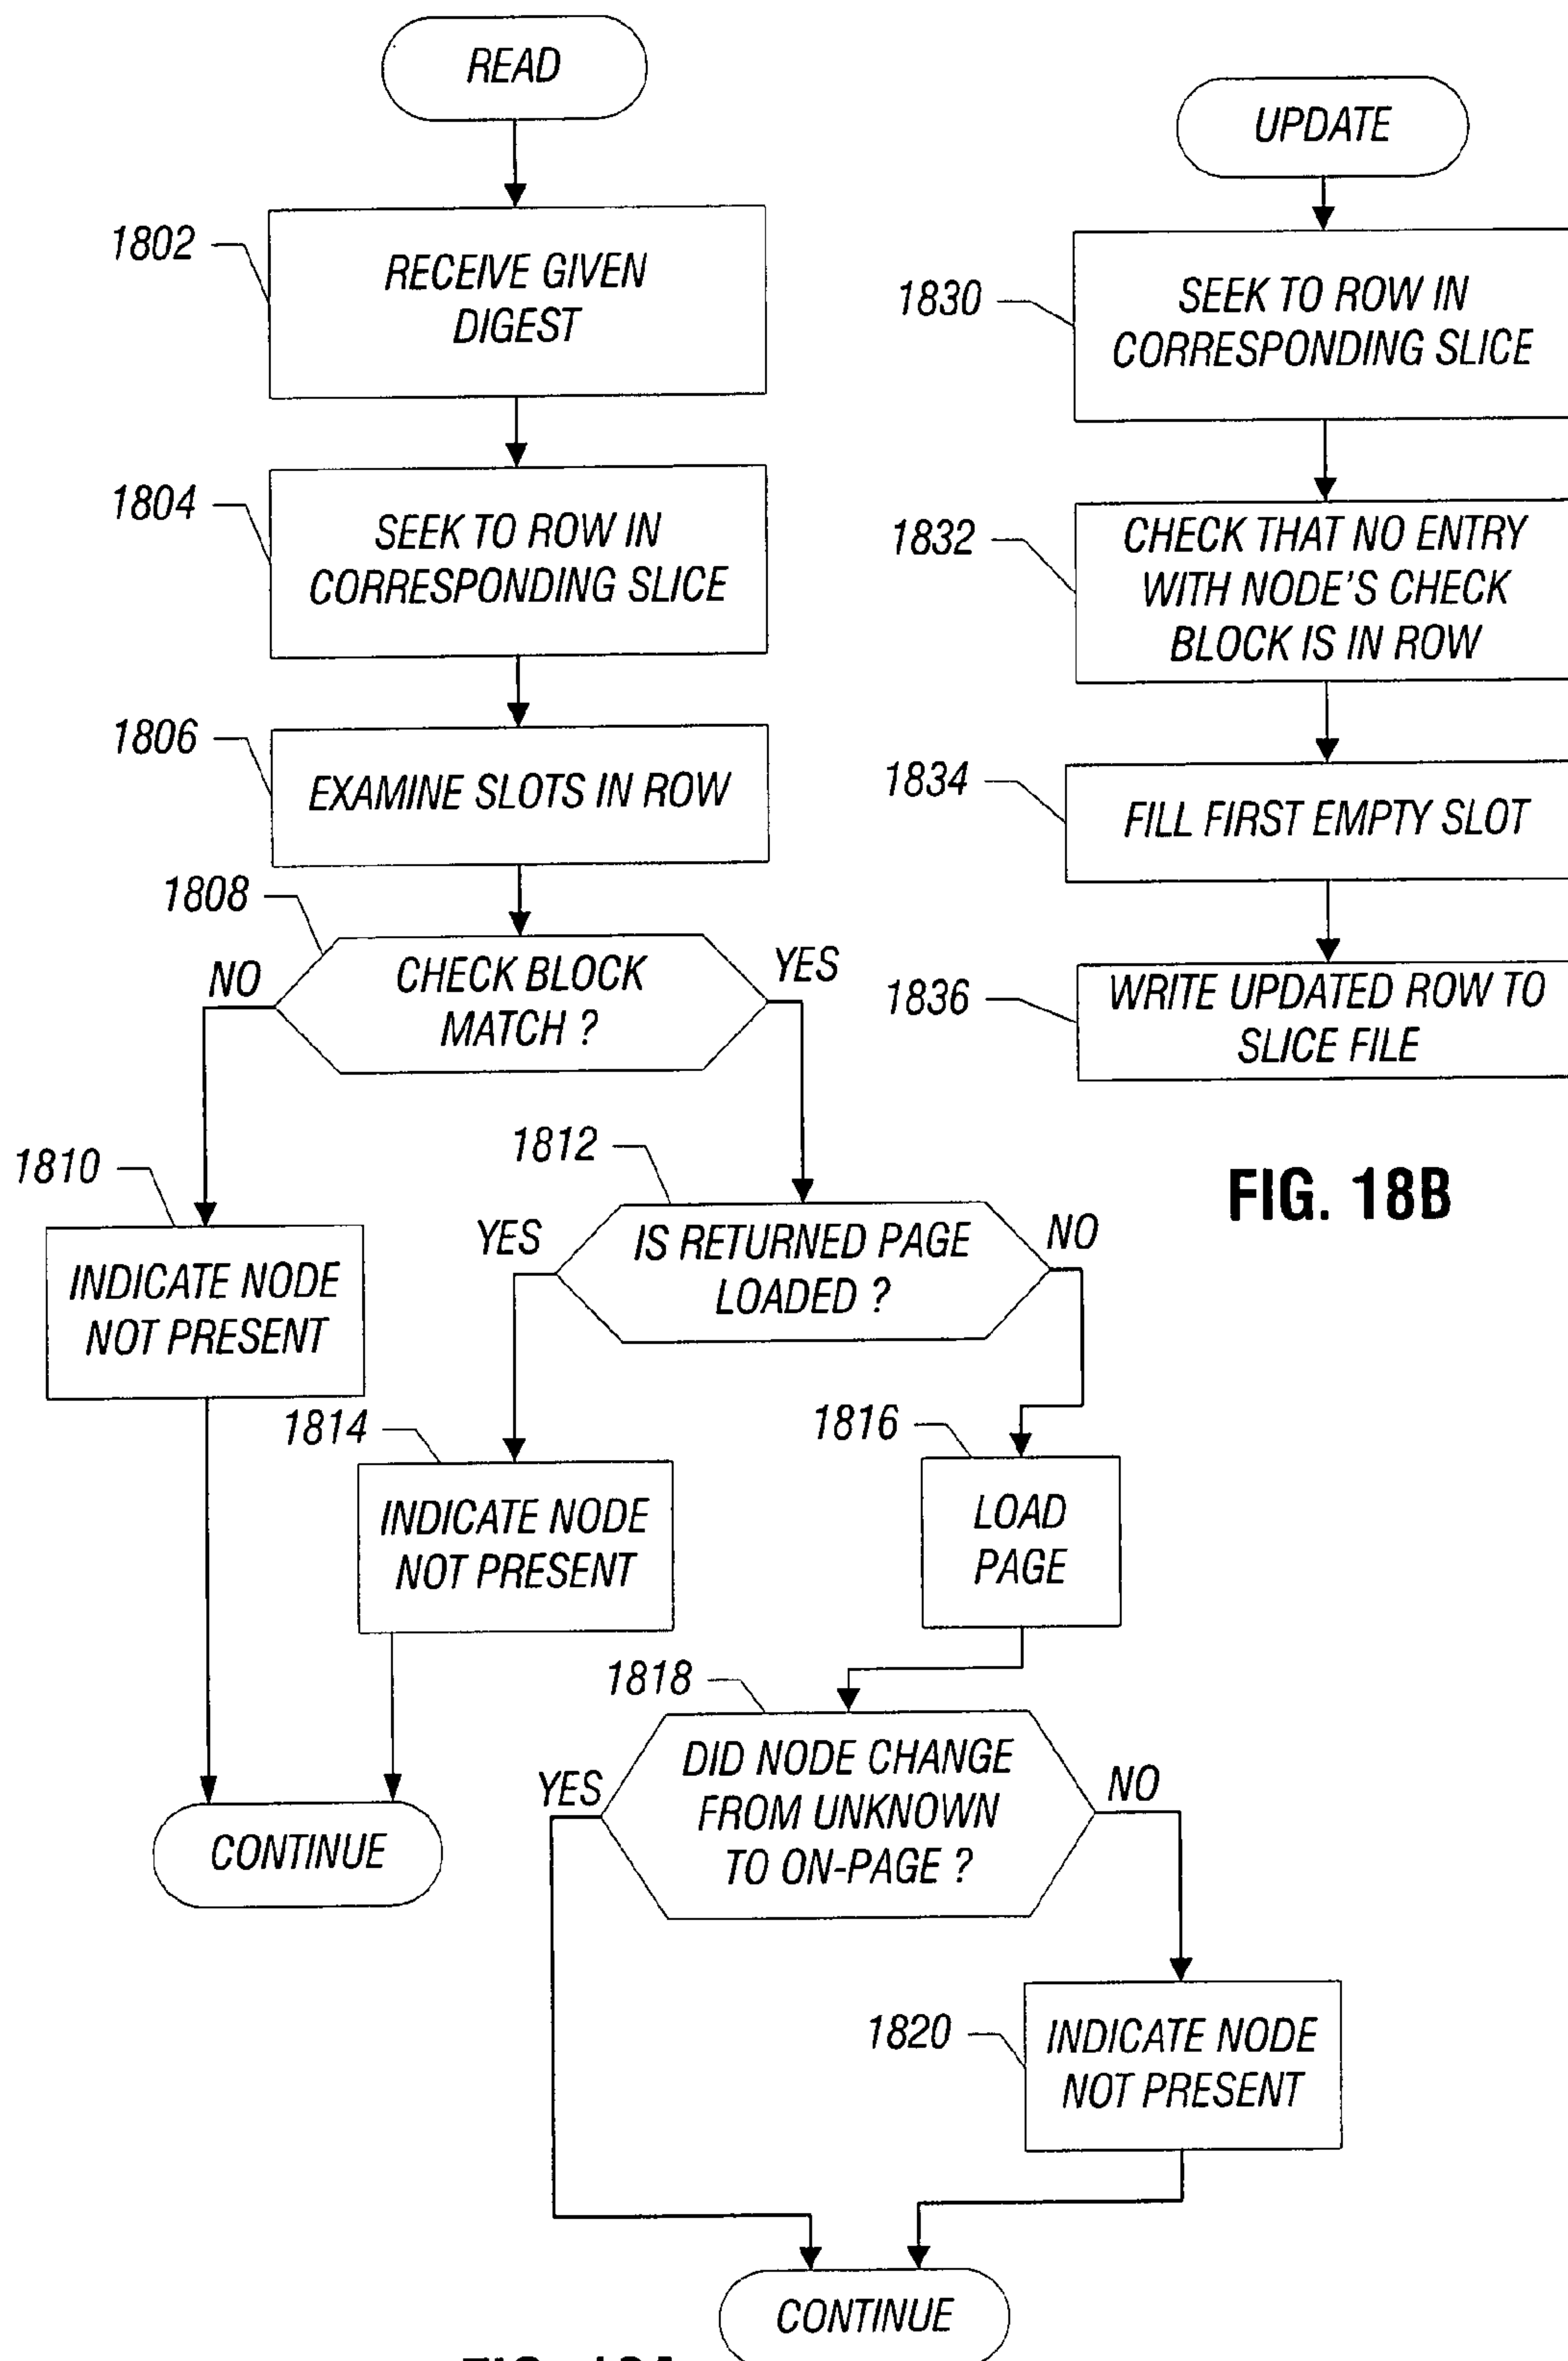 READ
1802
RECEIVE GIVEN
DIGEST
1804
SEEK TO ROW IN
CORRESPONDING SLICE
1806
EXAMINE SLOTS IN ROW
1808
NO
CHECK BLOCK
MATCH ?
YES
1810
INDICATE NODE
NOT PRESENT
1812
YES
IS RETURNED PAGE
LOADED ?
NO
1814
INDICATE NODE
NOT PRESENT
1816
LOAD
PAGE
CONTINUE
1818
YES
DID NODE CHANGE
FROM UNKNOWN
TO ON-PAGE ?
NO
1820
INDICATE NODE
NOT PRESENT
CONTINUE
UPDATE
1830
SEEK TO ROW IN
CORRESPONDING SLICE
1832
CHECK THAT NO ENTRY
WITH NODE'S CHECK
BLOCK IS IN ROW
1834
FILL FIRST EMPTY SLOT
1836
WRITE UPDATED ROW TO
SLICE FILE
FIG. 18B